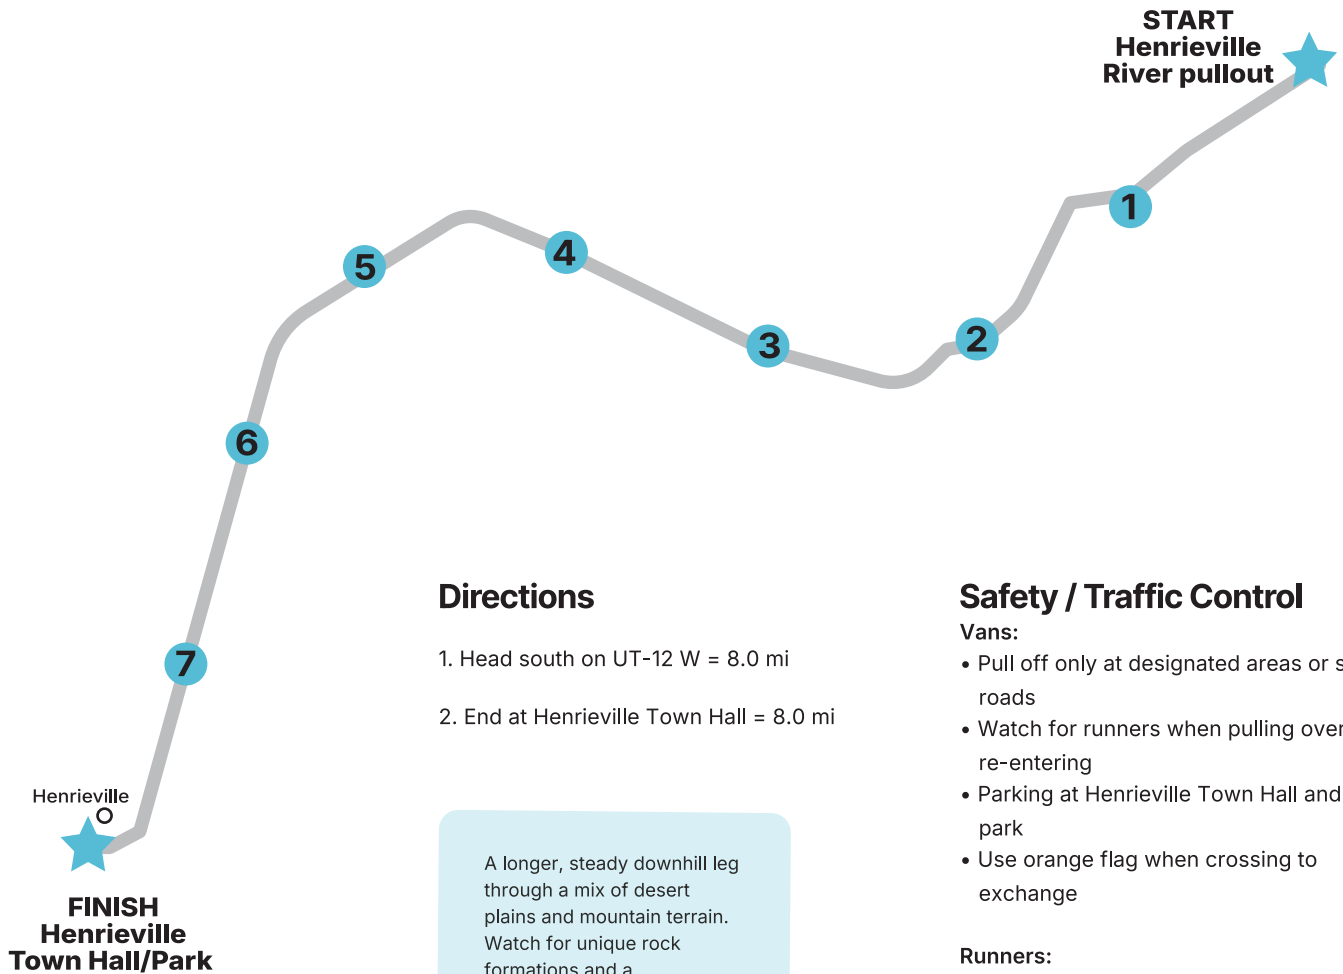 START
Henrieville
River pullout
1
2
3
4
5
6
7
Henrieville
FINISH
Henrieville
Town Hall/Park
Directions
1. Head south on UT-12 W = 8.0 mi
2. End at Henrieville Town Hall = 8.0 mi
A longer, steady downhill leg
through a mix of desert
plains and mountain terrain.
Watch for unique rock
formations and a
Safety / Traffic Control
Vans:
• Pull off only at designated areas or
roads
• Watch for runners when pulling over
re-entering
• Parking at Henrieville Town Hall and
park
• Use orange flag when crossing to
exchange
Runners: